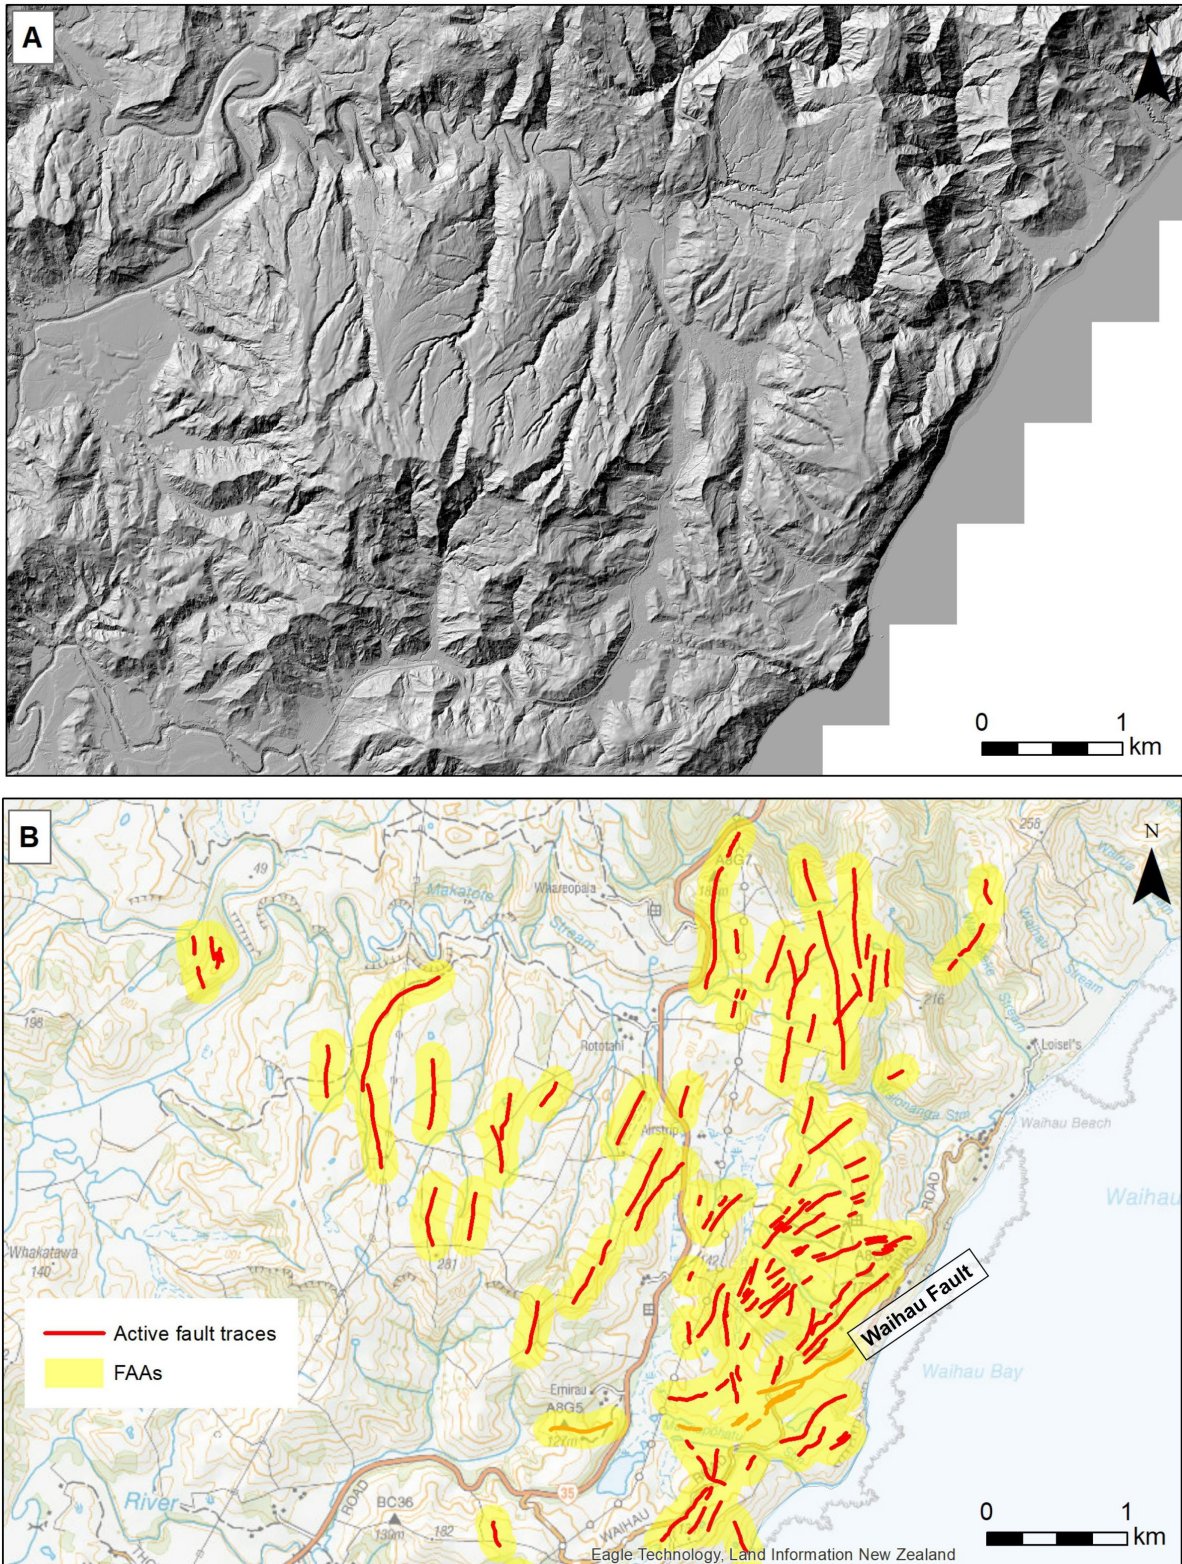 A
N
0 1
km
B
N
258
49
A8G7
Whareopaia
Makatote
Stream
Stream
198
216
Rototahi
Loisel's
Airstrip
Waihau Beach
ROAD
Waihau
Whakatawa
140
142
281
Waihau Fault
Active fault traces
FAAs
Waihau Bay
Emirau
A8G5
127m
River
ROAD
BC36
130m
182
35
WAIHAU
0 1
km
Eagle Technology, Land Information New Zealand